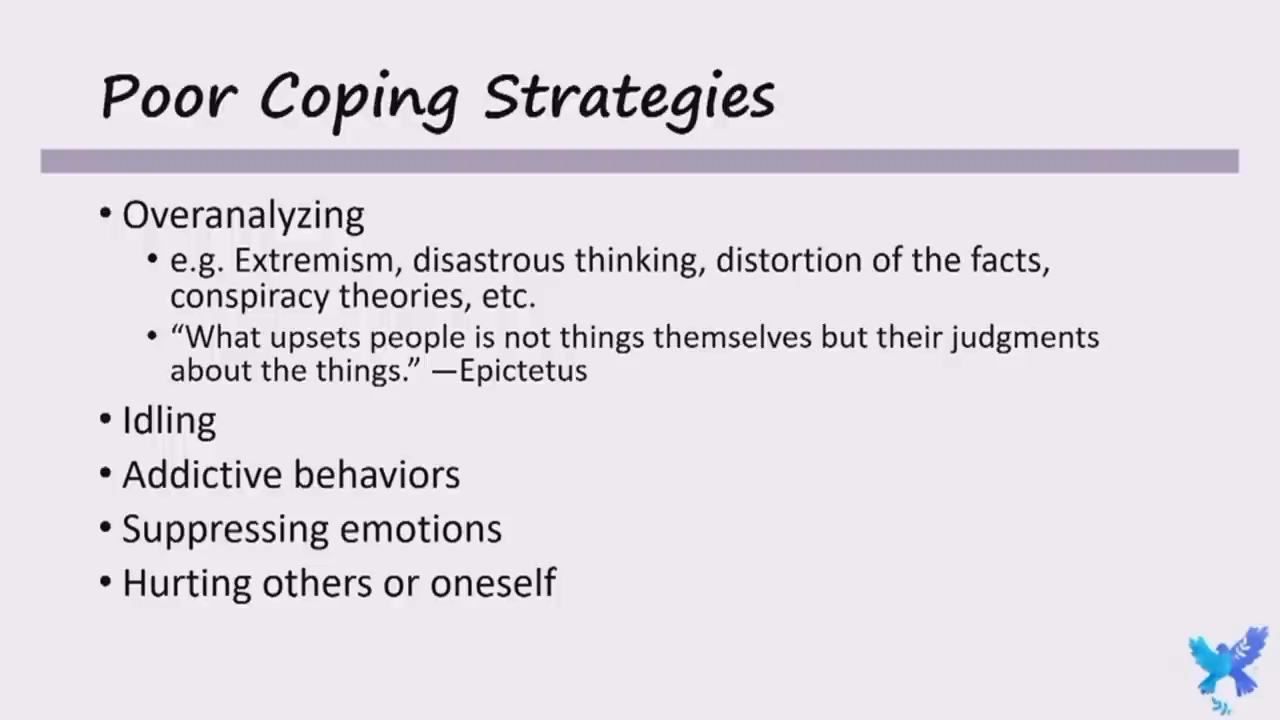 Poor Coping Strategies
• Overanalyzing
• e.g. Extremism, disastrous thinking, distortion of the facts,
conspiracy theories, etc.
• “What upsets people is not things themselves but their judgments
about the things.” —Epictetus
• Idling
• Addictive behaviors
• Suppressing emotions
• Hurting others or oneself